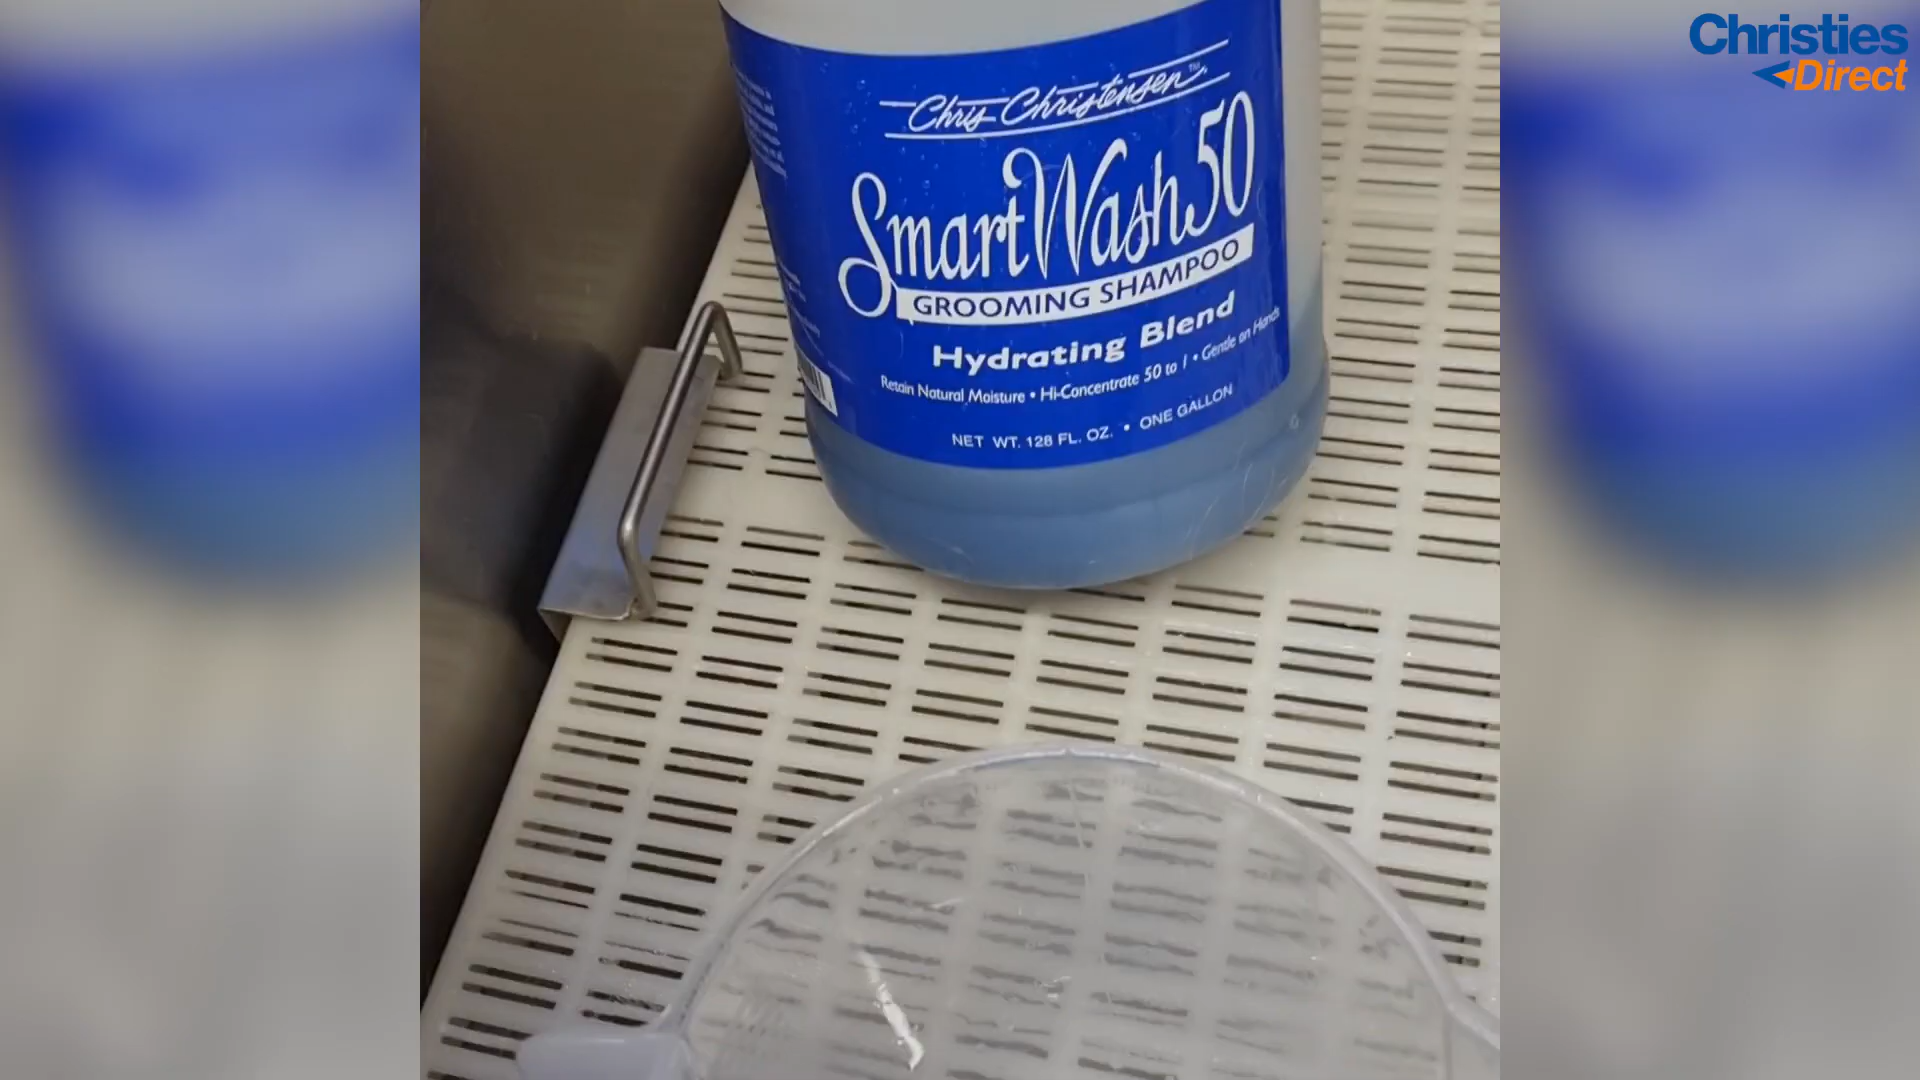 Christies
Direct
Chris Christensen™
SmartWash50
GROOMING SHAMPOO
Hydrating Blend
Retain Natural Moisture • Hi-Concentrate 50 to 1 • Gentle on Hands
NET WT. 128 FL. OZ. • ONE GALLON